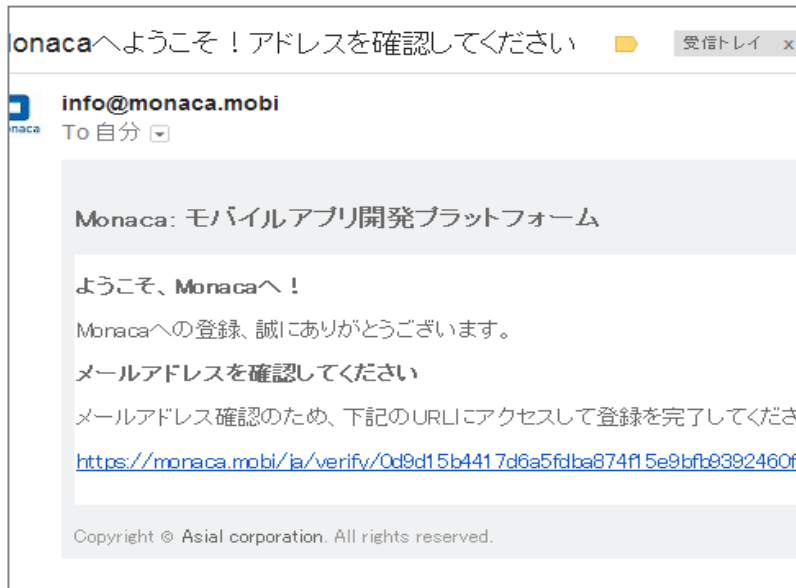 Monacaへようこそ！アドレスを確認してください 受信トレイ x
info@monaca.mobi
monaca To 自分
Monaca: モバイルアプリ開発プラットフォーム
ようこそ、Monacaへ！
Monacaへの登録、誠にありがとうございます。
メールアドレスを確認してください
メールアドレス確認のため、下記のURLにアクセスして登録を完了してくださ
https://monaca.mobi/ja/verify/0d9d15b4417d6a5fdba874f15e9bfb9392460f
Copyright © Asial corporation. All rights reserved.